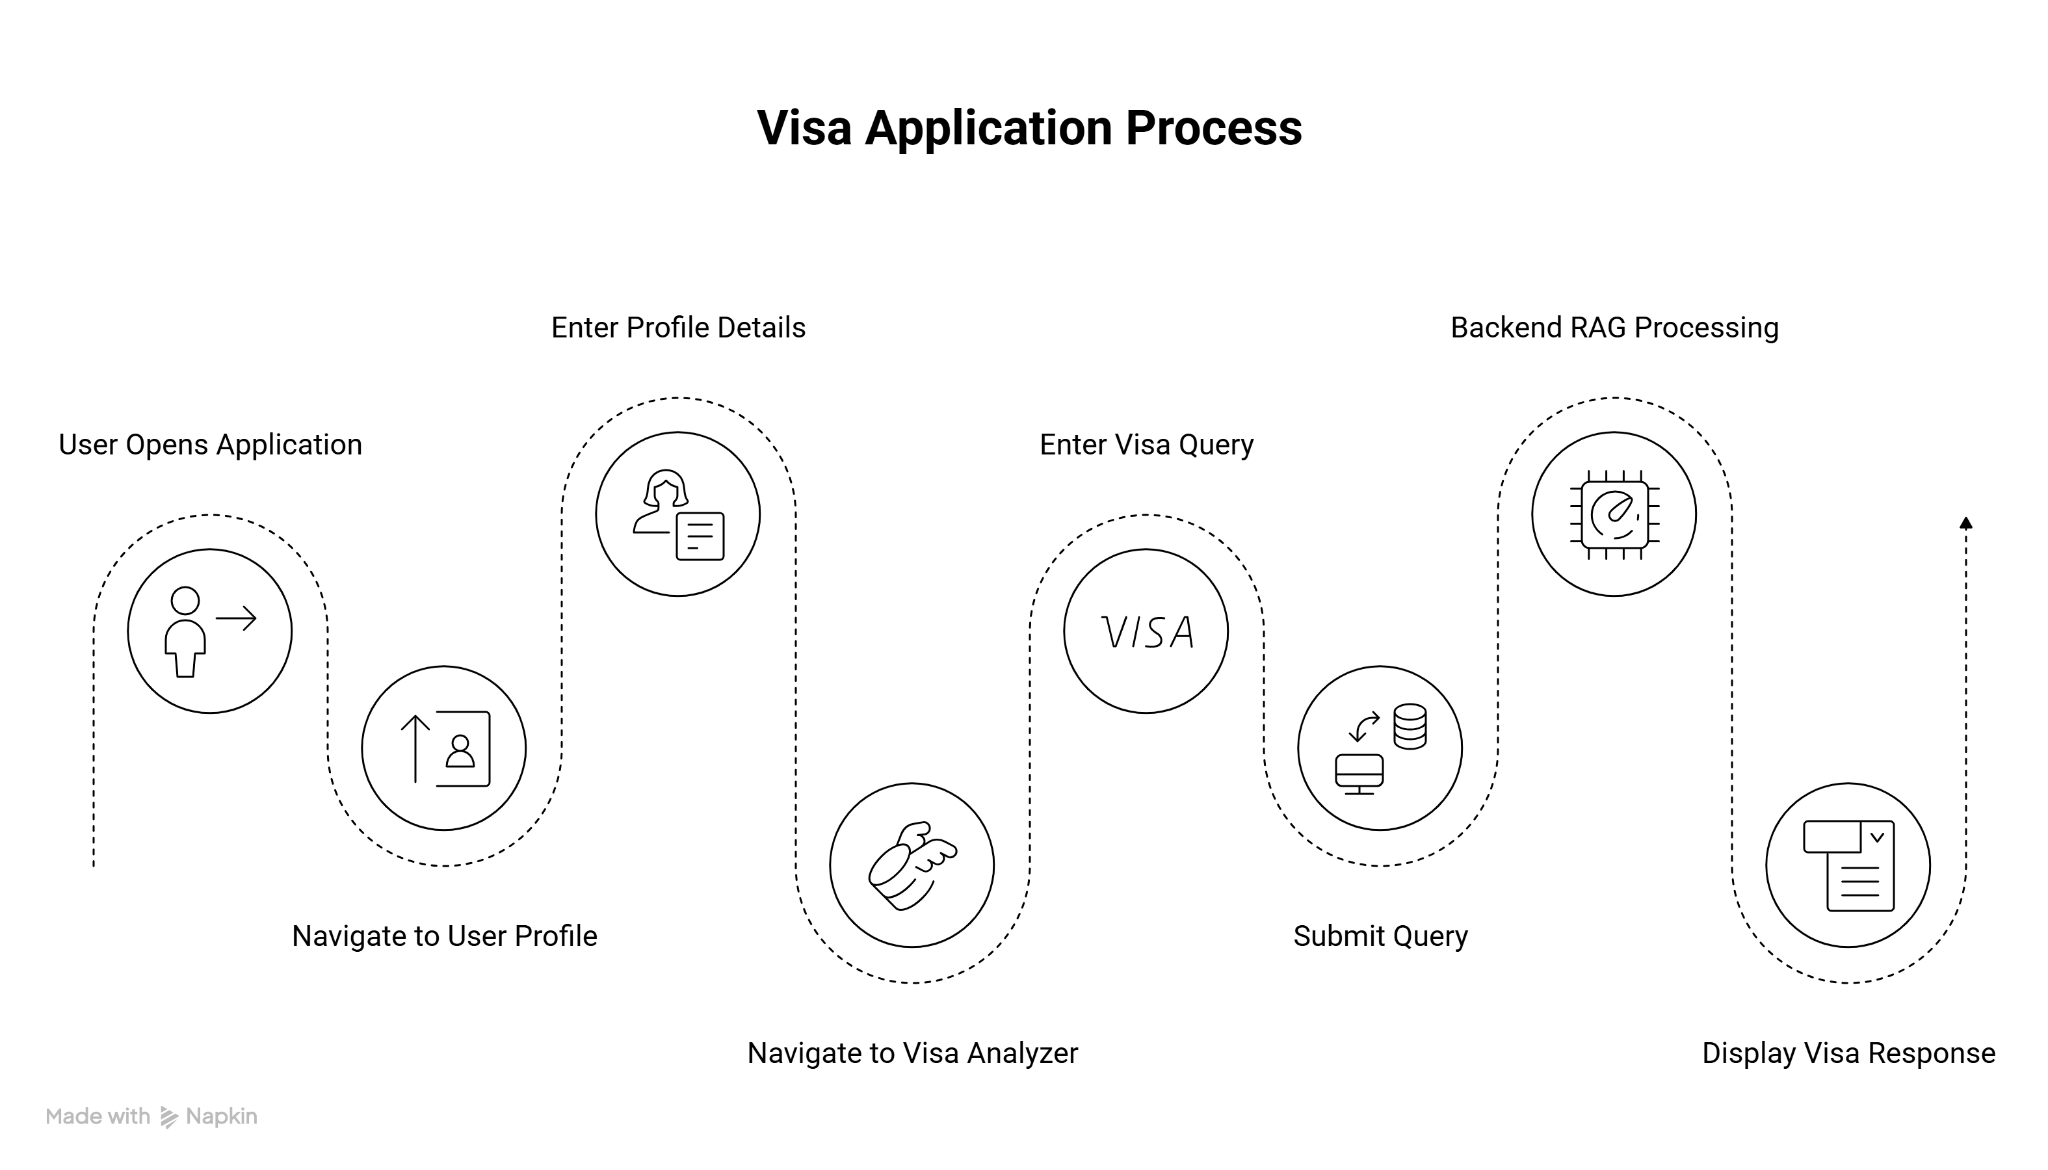 Visa Application Process
User Opens Application
Navigate to User Profile
Enter Profile Details
Navigate to Visa Analyzer
Enter Visa Query
VISA
Submit Query
Backend RAG Processing
Display Visa Response
Made with Napkin